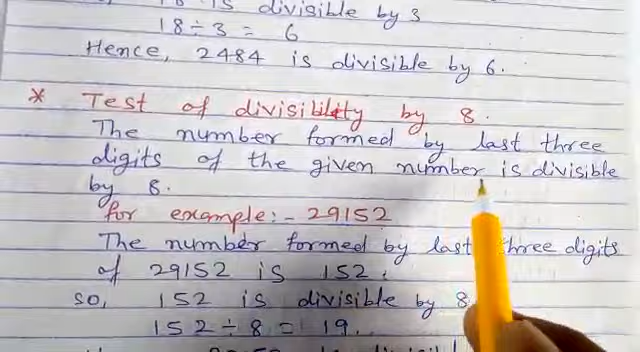 18 is divisible by 3
18÷3 = 6
Hence, 2484 is divisible by 6.
* Test of divisibility by 8.
The number formed by last three
digits of the given number is divisible
by 8.
for example:- 29152
The number formed by last three digits
of 29152 is 152.
so, 152 is divisible by 8
152÷8 = 19.